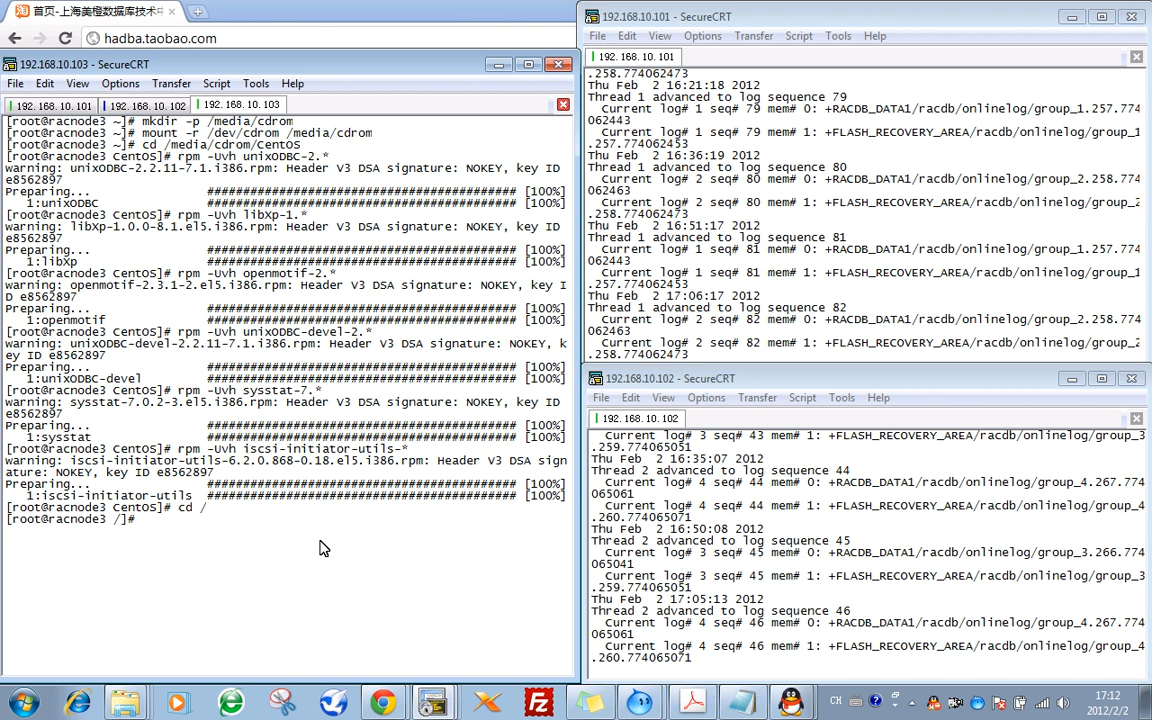 首页-上海美橙数据库技术中
hadba.taobao.com
192.168.10.103 - SecureCRT
File Edit View Options Transfer Script Tools Help
192.168.10.101 192.168.10.102 192.168.10.103
[root@racnode3 ~]# mkdir -p /media/cdrom
[root@racnode3 ~]# mount -r /dev/cdrom /media/cdrom
[root@racnode3 ~]# cd /media/cdrom/CentOS
[root@racnode3 CentOS]# rpm -Uvh unixODBC-2.*
warning: unixODBC-2.2.11-7.1.i386.rpm: Header V3 DSA signature: NOKEY, key ID
e8562897
Preparing... ########################################### [100%]
1:unixODBC ########################################### [100%]
[root@racnode3 CentOS]# rpm -Uvh libXp-1.*
warning: libXp-1.0.0-8.1.el5.i386.rpm: Header V3 DSA signature: NOKEY, key ID
e8562897
Preparing... ########################################### [100%]
1:libXp ########################################### [100%]
[root@racnode3 CentOS]# rpm -Uvh openmotif-2.*
warning: openmotif-2.3.1-2.el5.i386.rpm: Header V3 DSA signature: NOKEY, key I
D e8562897
Preparing... ########################################### [100%]
1:openmotif ########################################### [100%]
[root@racnode3 CentOS]# rpm -Uvh unixODBC-devel-2.*
warning: unixODBC-devel-2.2.11-7.1.i386.rpm: Header V3 DSA signature: NOKEY, k
ey ID e8562897
Preparing... ########################################### [100%]
1:unixODBC-devel ########################################### [100%]
[root@racnode3 CentOS]# rpm -Uvh sysstat-7.*
warning: sysstat-7.0.2-3.el5.i386.rpm: Header V3 DSA signature: NOKEY, key ID
e8562897
Preparing... ########################################### [100%]
1:sysstat ########################################### [100%]
[root@racnode3 CentOS]# rpm -Uvh iscsi-initiator-utils-*
warning: iscsi-initiator-utils-6.2.0.868-0.18.el5.i386.rpm: Header V3 DSA sign
ature: NOKEY, key ID e8562897
Preparing... ########################################### [100%]
1:iscsi-initiator-utils ########################################### [100%]
[root@racnode3 CentOS]# cd /
[root@racnode3 /]#
192.168.10.101 - SecureCRT
File Edit View Options Transfer Script Tools Help
192.168.10.101
.258.774062473
Thu Feb 2 16:21:18 2012
Thread 1 advanced to log sequence 79
Current log# 1 seq# 79 mem# 0: +RACDB_DATA1/racdb/onlinelog/group_1.257.774
062443
Current log# 1 seq# 79 mem# 1: +FLASH_RECOVERY_AREA/racdb/onlinelog/group_1
.257.774062453
Thu Feb 2 16:36:19 2012
Thread 1 advanced to log sequence 80
Current log# 2 seq# 80 mem# 0: +RACDB_DATA1/racdb/onlinelog/group_2.258.774
062463
Current log# 2 seq# 80 mem# 1: +FLASH_RECOVERY_AREA/racdb/onlinelog/group_2
.258.774062473
Thu Feb 2 16:51:17 2012
Thread 1 advanced to log sequence 81
Current log# 1 seq# 81 mem# 0: +RACDB_DATA1/racdb/onlinelog/group_1.257.774
062443
Current log# 1 seq# 81 mem# 1: +FLASH_RECOVERY_AREA/racdb/onlinelog/group_1
.257.774062453
Thu Feb 2 17:06:17 2012
Thread 1 advanced to log sequence 82
Current log# 2 seq# 82 mem# 0: +RACDB_DATA1/racdb/onlinelog/group_2.258.774
062463
Current log# 2 seq# 82 mem# 1: +FLASH_RECOVERY_AREA/racdb/onlinelog/group_2
.258.774062473
192.168.10.102 - SecureCRT
File Edit View Options Transfer Script Tools Help
192.168.10.102
Current log# 3 seq# 43 mem# 1: +FLASH_RECOVERY_AREA/racdb/onlinelog/group_3
.259.774065051
Thu Feb 2 16:35:07 2012
Thread 2 advanced to log sequence 44
Current log# 4 seq# 44 mem# 0: +RACDB_DATA1/racdb/onlinelog/group_4.267.774
065061
Current log# 4 seq# 44 mem# 1: +FLASH_RECOVERY_AREA/racdb/onlinelog/group_4
.260.774065071
Thu Feb 2 16:50:08 2012
Thread 2 advanced to log sequence 45
Current log# 3 seq# 45 mem# 0: +RACDB_DATA1/racdb/onlinelog/group_3.266.774
065041
Current log# 3 seq# 45 mem# 1: +FLASH_RECOVERY_AREA/racdb/onlinelog/group_3
.259.774065051
Thu Feb 2 17:05:13 2012
Thread 2 advanced to log sequence 46
Current log# 4 seq# 46 mem# 0: +RACDB_DATA1/racdb/onlinelog/group_4.267.774
065061
Current log# 4 seq# 46 mem# 1: +FLASH_RECOVERY_AREA/racdb/onlinelog/group_4
.260.774065071
CH
17:12
2012/2/2